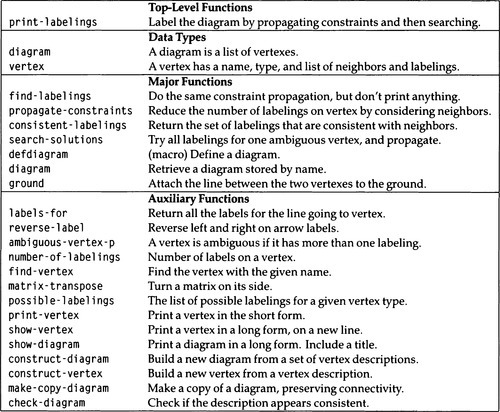 Top-Level Functions
print-labelings Label the diagram by propagating constraints and then searching.
Data Types
diagram A diagram is a list of vertexes.
vertex A vertex has a name, type, and list of neighbors and labelings.
Major Functions
find-labelings Do the same constraint propagation, but don't print anything.
propagate-constraints Reduce the number of labelings on vertex by considering neighbors.
consistent-labelings Return the set of labelings that are consistent with neighbors.
search-solutions Try all labelings for one ambiguous vertex, and propagate.
defdiagram (macro) Define a diagram.
diagram Retrieve a diagram stored by name.
ground Attach the line between the two vertexes to the ground.
Auxiliary Functions
labels-for Return all the labels for the line going to vertex.
reverse-label Reverse left and right on arrow labels.
ambiguous-vertex-p A vertex is ambiguous if it has more than one labeling.
number-of-labelings Number of labels on a vertex.
find-vertex Find the vertex with the given name.
matrix-transpose Turn a matrix on its side.
possible-labelings The list of possible labelings for a given vertex type.
print-vertex Print a vertex in the short form.
show-vertex Print a vertex in a long form, on a new line.
show-diagram Print a diagram in a long form. Include a title.
construct-diagram Build a new diagram from a set of vertex descriptions.
construct-vertex Build a new vertex from a vertex description.
make-copy-diagram Make a copy of a diagram, preserving connectivity.
check-diagram Check if the description appears consistent.